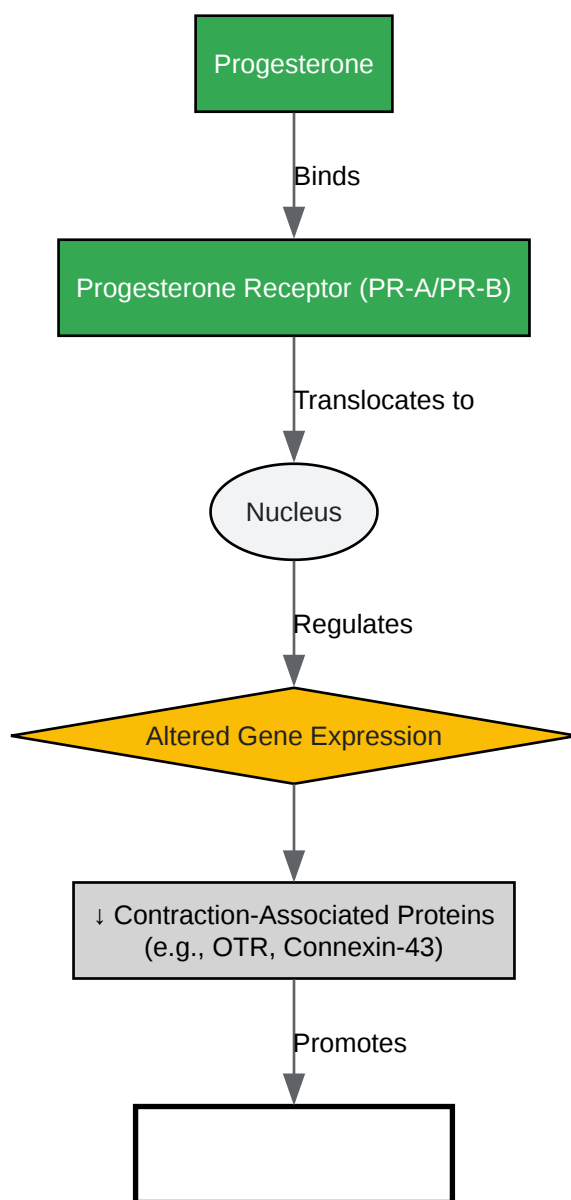 Progesterone
Binds
Progesterone Receptor (PR-A/PR-B)
Translocates to
Nucleus
Regulates
Altered Gene Expression
↓ Contraction-Associated Proteins
(e.g., OTR, Connexin-43)
Promotes